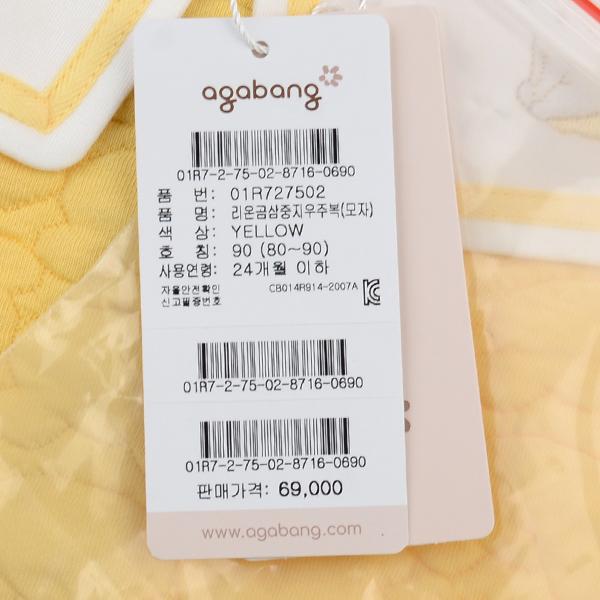 agabang
01R7-2-75-02-8716-0690
품 번: 01R727502
품 명: 리온곰삼중지우주복(모자)
색 상: YELLOW
호 칭: 90 (80~90)
사용연령: 24개월 이하
자율안전확인
신고필증번호 CB014R914-2007A
01R7-2-75-02-8716-0690
01R7-2-75-02-8716-0690
판매가격: 69,000
www.agabang.com